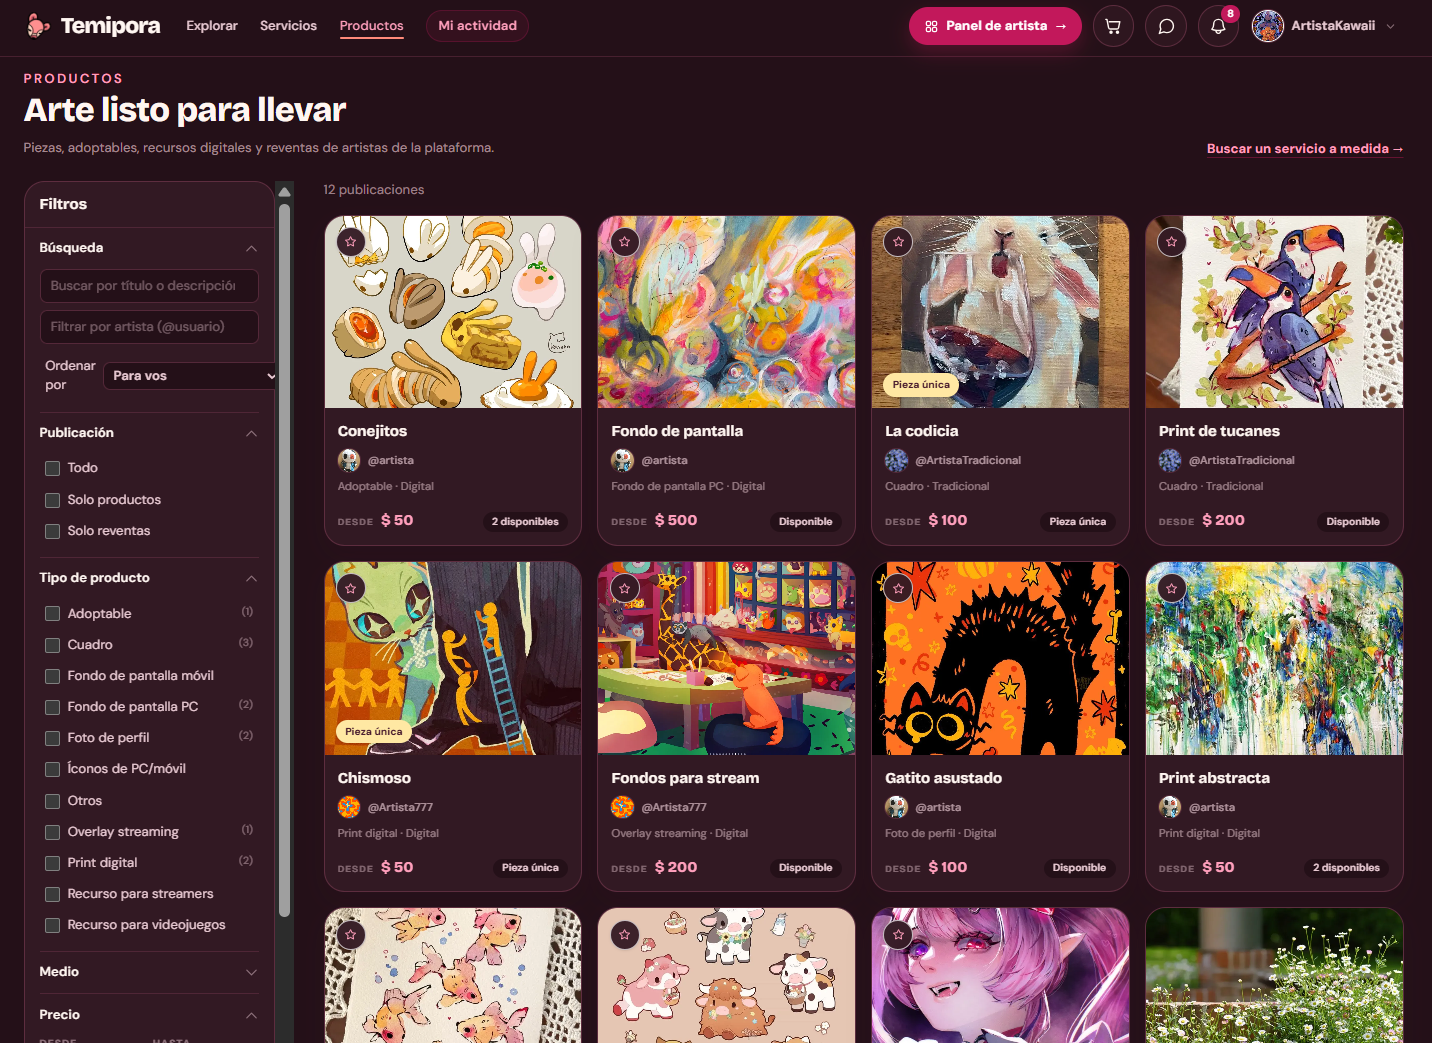 Temipora
Explorar
Servicios
Productos
Mi actividad
Panel de artista →
8
ArtistaKawaii
PRODUCTOS
Arte listo para llevar
Piezas, adoptables, recursos digitales y reventas de artistas de la plataforma.
Buscar un servicio a medida →
Filtros
Búsqueda
Buscar por título o descripció
Filtrar por artista (@usuario)
Ordenar por
Para vos
Publicación
Todo
Solo productos
Solo reventas
Tipo de producto
Adoptable (1)
Cuadro (3)
Fondo de pantalla móvil
Fondo de pantalla PC (2)
Foto de perfil (2)
Íconos de PC/móvil
Otros
Overlay streaming (1)
Print digital (2)
Recurso para streamers
Recurso para videojuegos
Medio
Precio
DESDE HASTA
12 publicaciones
Conejitos
@artista
Adoptable · Digital
DESDE $ 50
2 disponibles
Fondo de pantalla
@artista
Fondo de pantalla PC · Digital
DESDE $ 500
Disponible
Pieza única
La codicia
@ArtistaTradicional
Cuadro · Tradicional
DESDE $ 100
Pieza única
Print de tucanes
@ArtistaTradicional
Cuadro · Tradicional
DESDE $ 200
Disponible
Pieza única
Chismoso
@Artista777
Print digital · Digital
DESDE $ 50
Pieza única
Fondos para stream
@Artista777
Overlay streaming · Digital
DESDE $ 200
Disponible
Gatito asustado
@artista
Foto de perfil · Digital
DESDE $ 100
Disponible
Print abstracta
@artista
Print digital · Digital
DESDE $ 50
2 disponibles